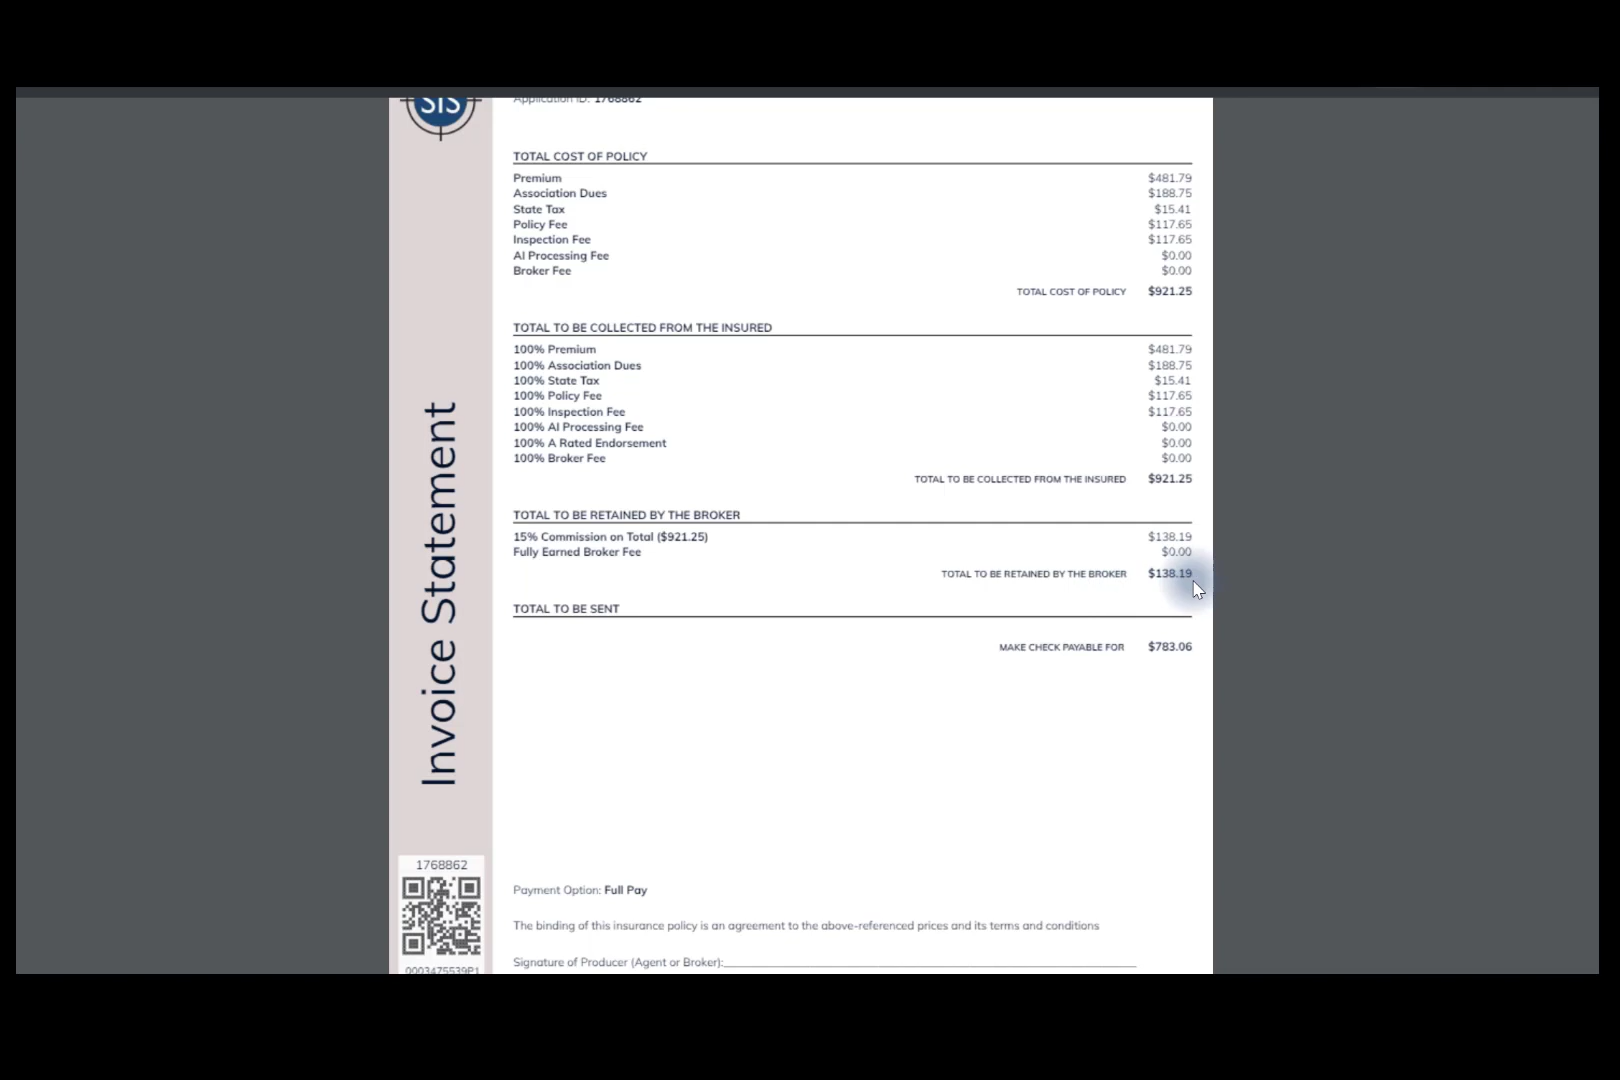 SIS
Application ID: 1768862
TOTAL COST OF POLICY
Premium $481.79
Association Dues $188.75
State Tax $15.41
Policy Fee $117.65
Inspection Fee $117.65
AI Processing Fee $0.00
Broker Fee $0.00
TOTAL COST OF POLICY $921.25
TOTAL TO BE COLLECTED FROM THE INSURED
100% Premium $481.79
100% Association Dues $188.75
100% State Tax $15.41
100% Policy Fee $117.65
100% Inspection Fee $117.65
100% AI Processing Fee $0.00
100% A Rated Endorsement $0.00
100% Broker Fee $0.00
TOTAL TO BE COLLECTED FROM THE INSURED $921.25
TOTAL TO BE RETAINED BY THE BROKER
15% Commission on Total ($921.25) $138.19
Fully Earned Broker Fee $0.00
TOTAL TO BE RETAINED BY THE BROKER $138.19
TOTAL TO BE SENT
MAKE CHECK PAYABLE FOR $783.06
Invoice Statement
1768862
0003475539P1
Payment Option: Full Pay
The binding of this insurance policy is an agreement to the above-referenced prices and its terms and conditions
Signature of Producer (Agent or Broker):